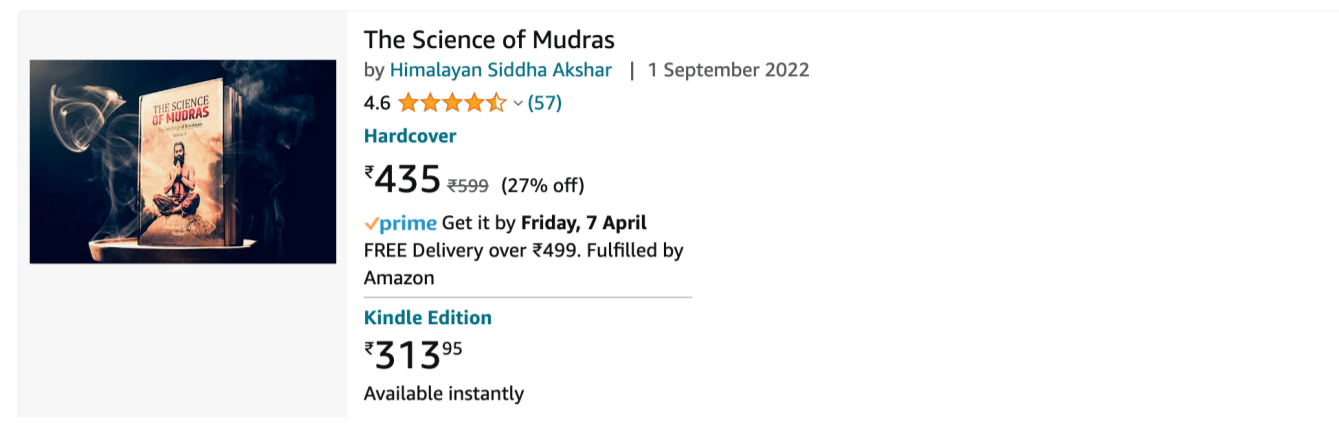 THE SCIENCE
OF MUDRAS
The Science of Mudras
by Himalayan Siddha Akshar | 1 September 2022
4.6 (57)
Hardcover
₹435 ₹599 (27% off)
prime Get it by Friday, 7 April
FREE Delivery over ₹499. Fulfilled by
Amazon
Kindle Edition
₹313 95
Available instantly